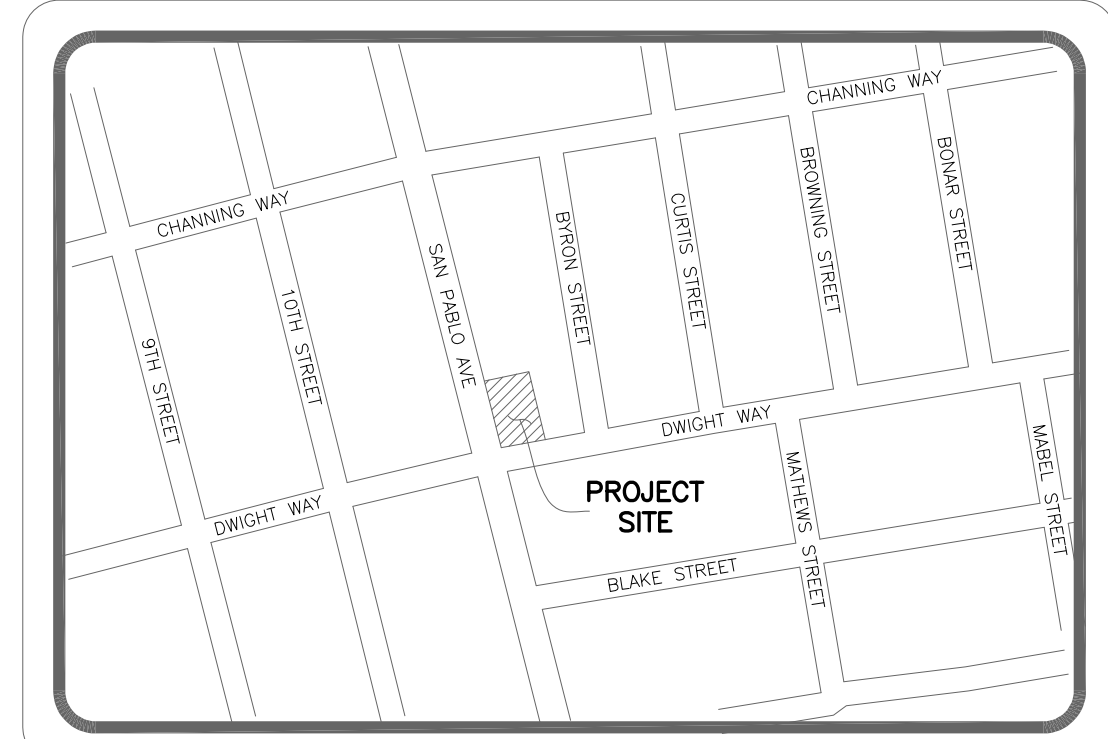 CHANNING WAY
CHANNING WAY
BONAR STREET
BROWNING STREET
CURTIS STREET
BYRON STREET
SAN PABLO AVE
10TH STREET
9TH STREET
DWIGHT WAY
DWIGHT WAY
PROJECT
SITE
MATHEWS STREET
MABEL STREET
BLAKE STREET